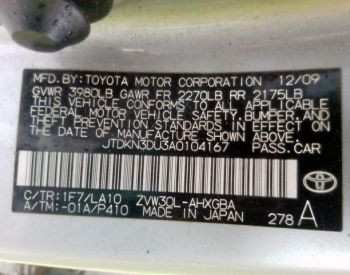 MFD.BY:TOYOTA MOTOR CORPORATION 12/09
GVWR 3980LB GAWR FR 2270LB RR 2175LB
THIS VEHICLE CONFORMS TO ALL APPLICABLE
FEDERAL MOTOR VEHICLE SAFETY,BUMPER,AND
THEFT PREVENTION STANDARDS IN EFFECT ON
THE DATE OF MANUFACTURE SHOWN ABOVE.
JTDKN3DU3A0104167 PASS.CAR
C/TR:1F7/LA10 ZVW30L-AHXGBA
A/TM:-01A/P410 MADE IN JAPAN
TOYOTA
278 A